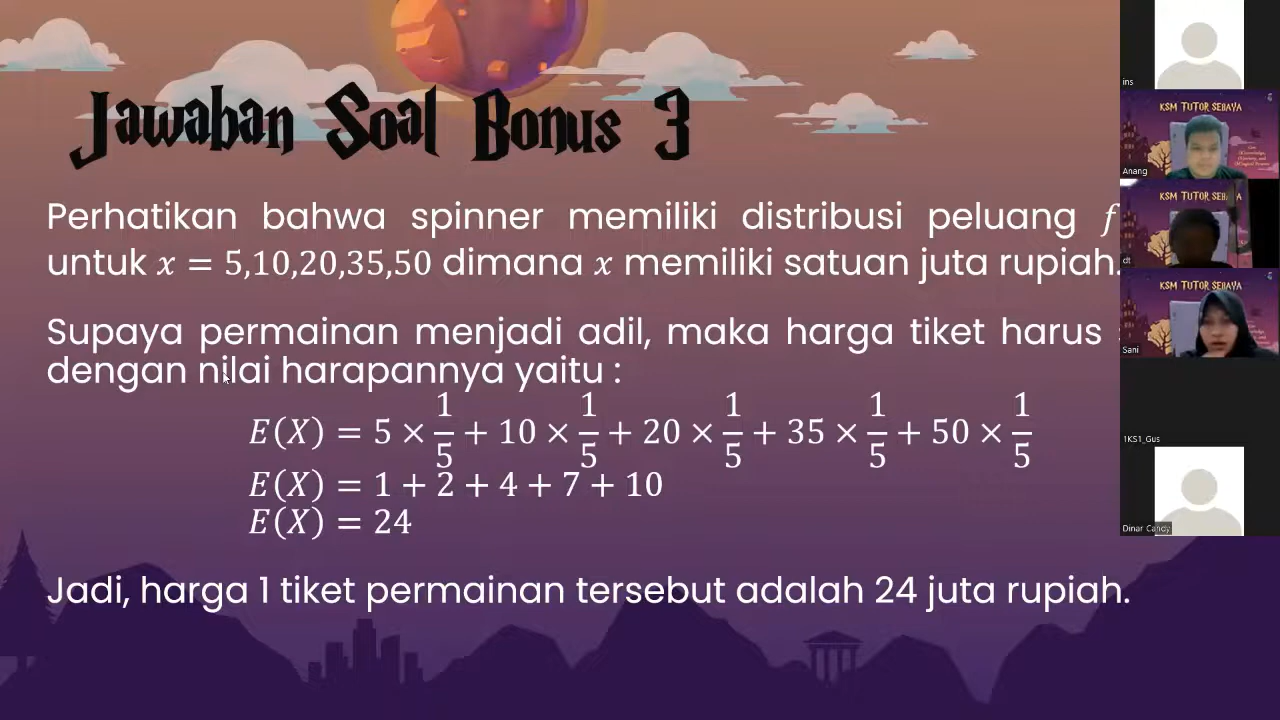 Jawaban Soal Bonus 3
Perhatikan bahwa spinner memiliki distribusi peluang f
untuk x = 5,10,20,35,50 dimana x memiliki satuan juta rupiah.
Supaya permainan menjadi adil, maka harga tiket harus
dengan nilai harapannya yaitu :
E(X) = 5 × 1/5 + 10 × 1/5 + 20 × 1/5 + 35 × 1/5 + 50 × 1/5
E(X) = 1 + 2 + 4 + 7 + 10
E(X) = 24
Jadi, harga 1 tiket permainan tersebut adalah 24 juta rupiah.
ins
KSM TUTOR SEBAYA
Anang
KSM TUTOR SEBA
dt
KSM TUTOR SEBAYA
Sani
1KS1_Gus
Dinar Candy